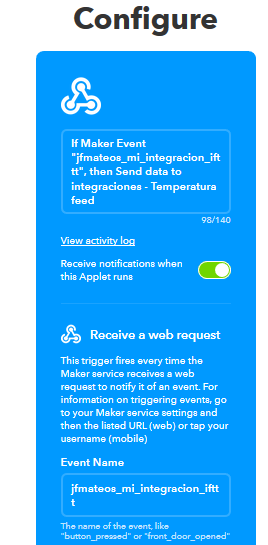 Configure
If Maker Event
"jfmateos_mi_integracion_ift
tt", then Send data to
integraciones - Temperatura
feed
98/140
View activity log
Receive notifications when
this Applet runs
Receive a web request
This trigger fires every time the
Maker service receives a web
request to notify it of an event. For
information on triggering events, go
to your Maker service settings and
then the listed URL (web) or tap your
username (mobile)
Event Name
jfmateos_mi_integracion_iftt
t
The name of the event, like
"button_pressed" or "front_door_opened"